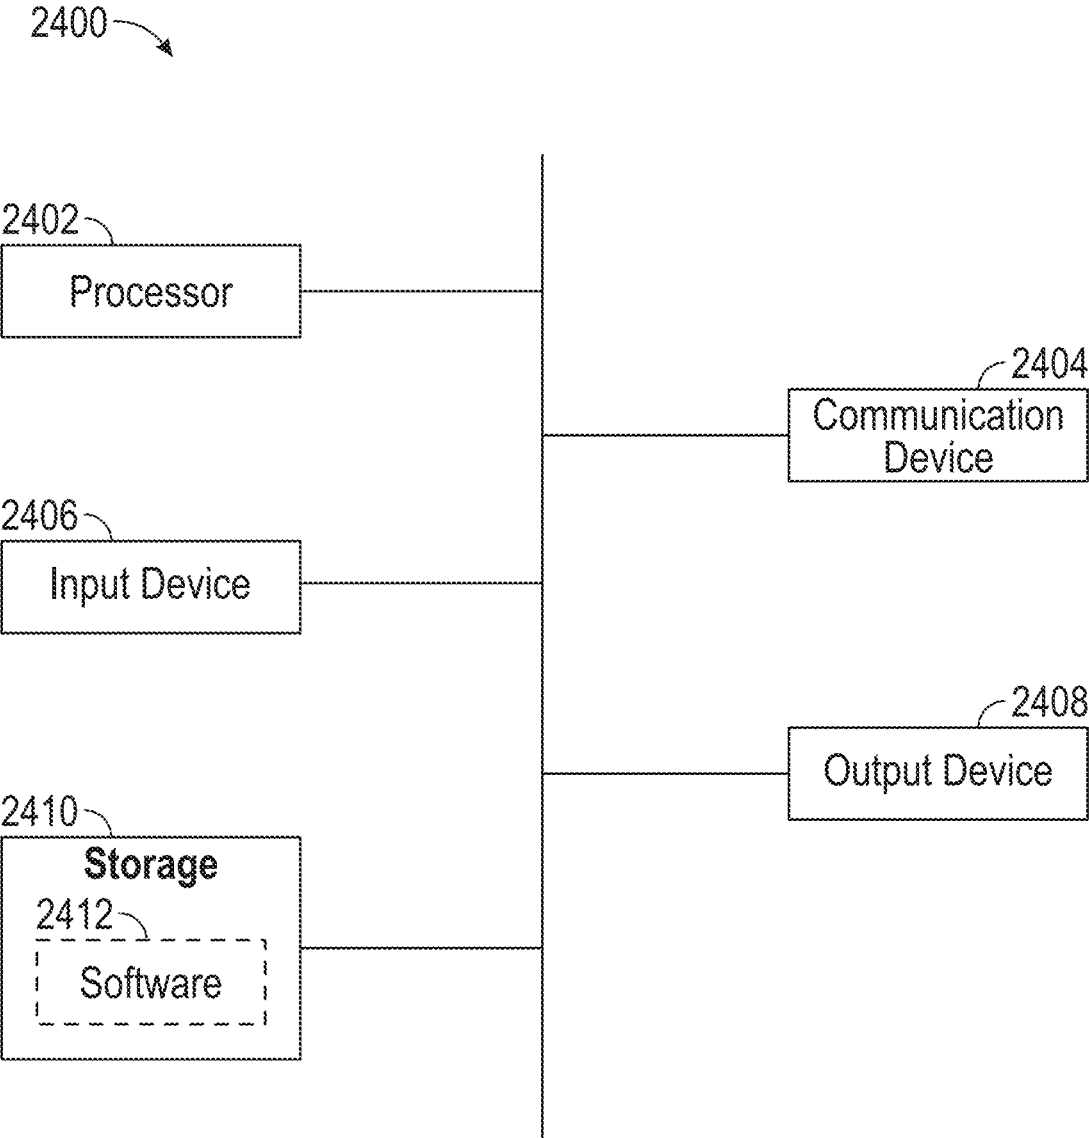 2400
2402
Processor
2404
Communication
Device
2406
Input Device
2408
Output Device
2410
Storage
2412
Software